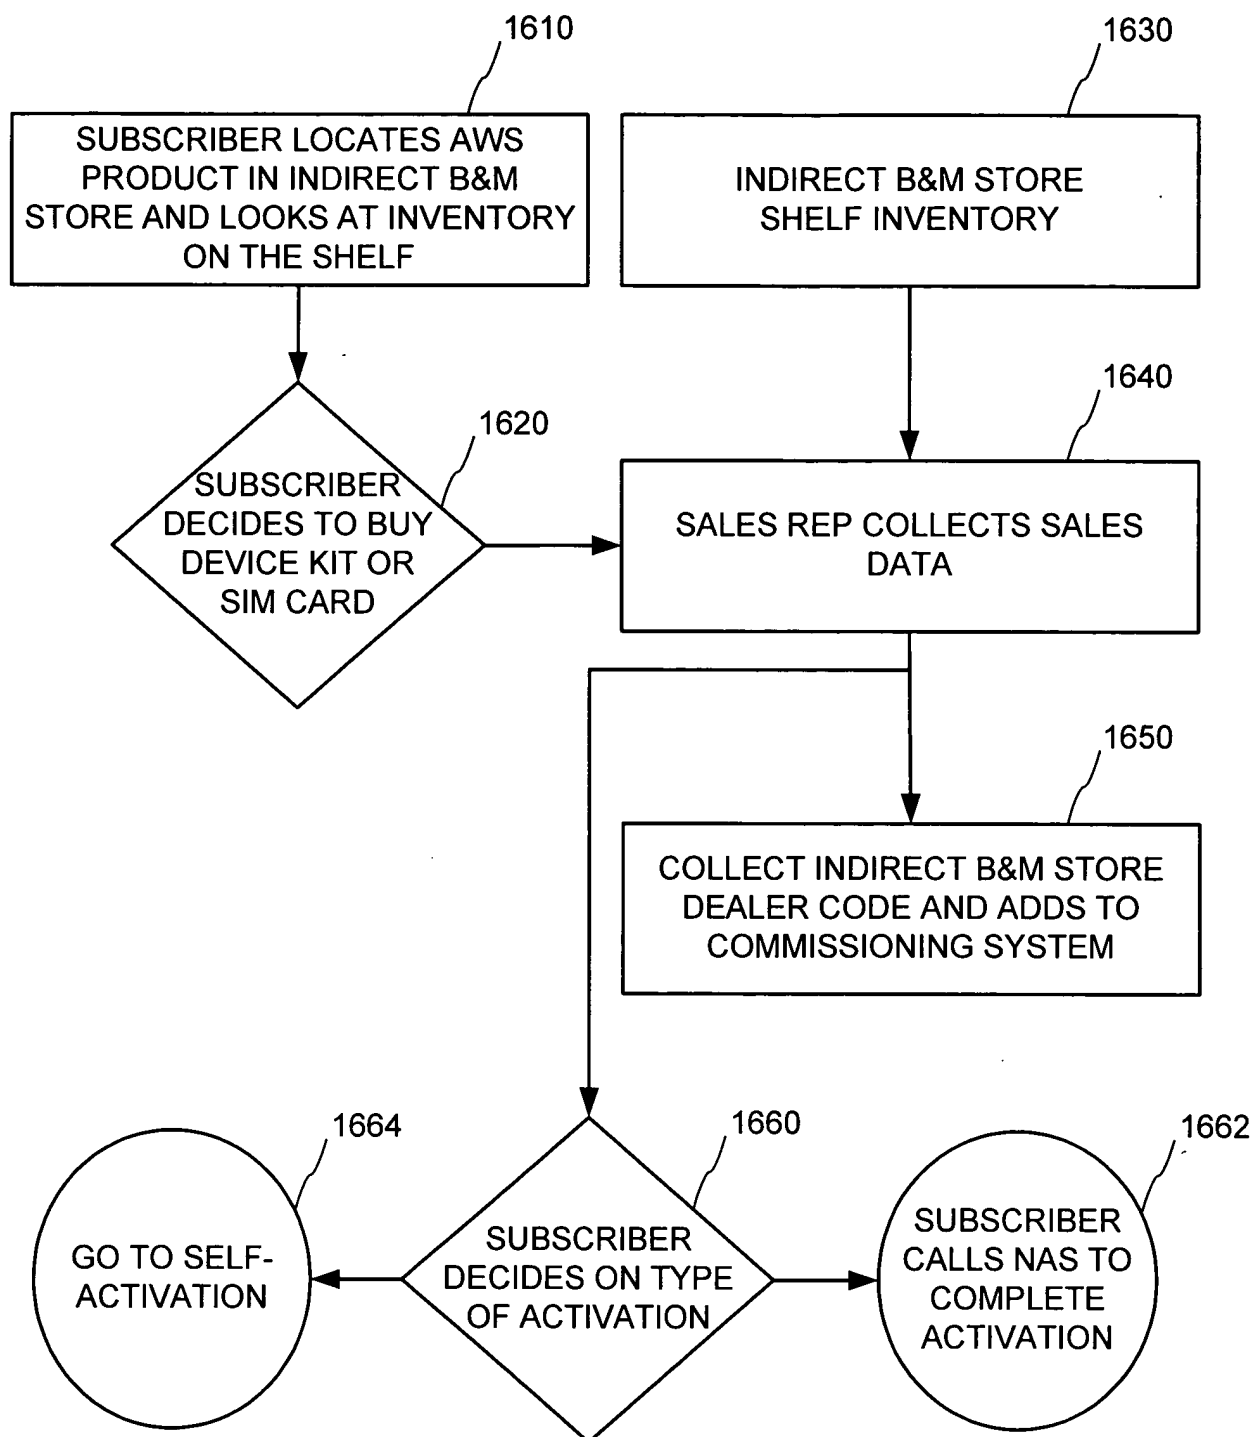 1610
1630
SUBSCRIBER LOCATES AWS
PRODUCT IN INDIRECT B&M
STORE AND LOOKS AT INVENTORY
ON THE SHELF
INDIRECT B&M STORE
SHELF INVENTORY
1620
1640
SUBSCRIBER
DECIDES TO BUY
DEVICE KIT OR
SIM CARD
SALES REP COLLECTS SALES
DATA
1650
COLLECT INDIRECT B&M STORE
DEALER CODE AND ADDS TO
COMMISSIONING SYSTEM
1664
1660
1662
GO TO SELF-
ACTIVATION
SUBSCRIBER
DECIDES ON TYPE
OF ACTIVATION
SUBSCRIBER
CALLS NAS TO
COMPLETE
ACTIVATION